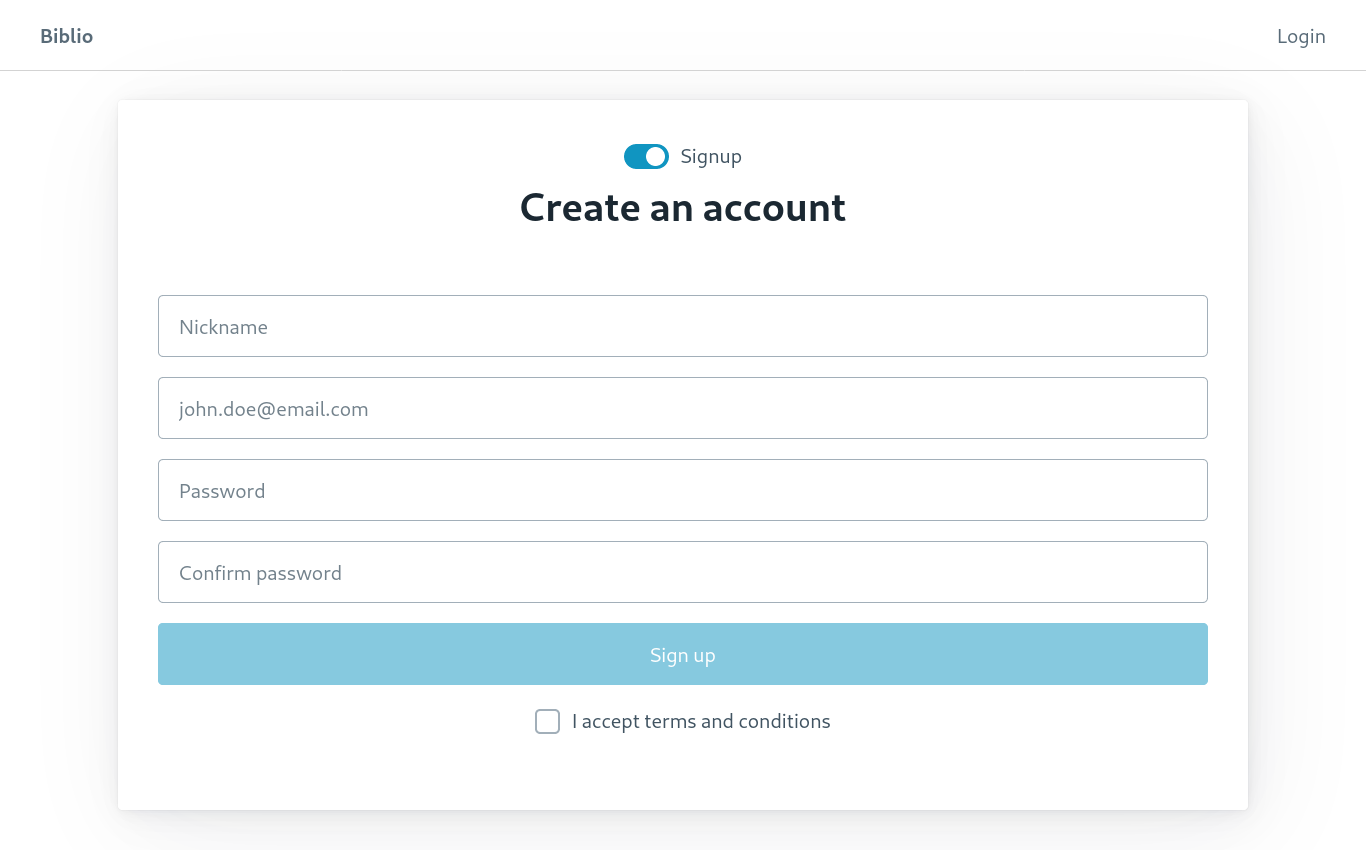 Biblio
Login
Signup
Create an account
Nickname
john.doe@email.com
Password
Confirm password
Sign up
I accept terms and conditions